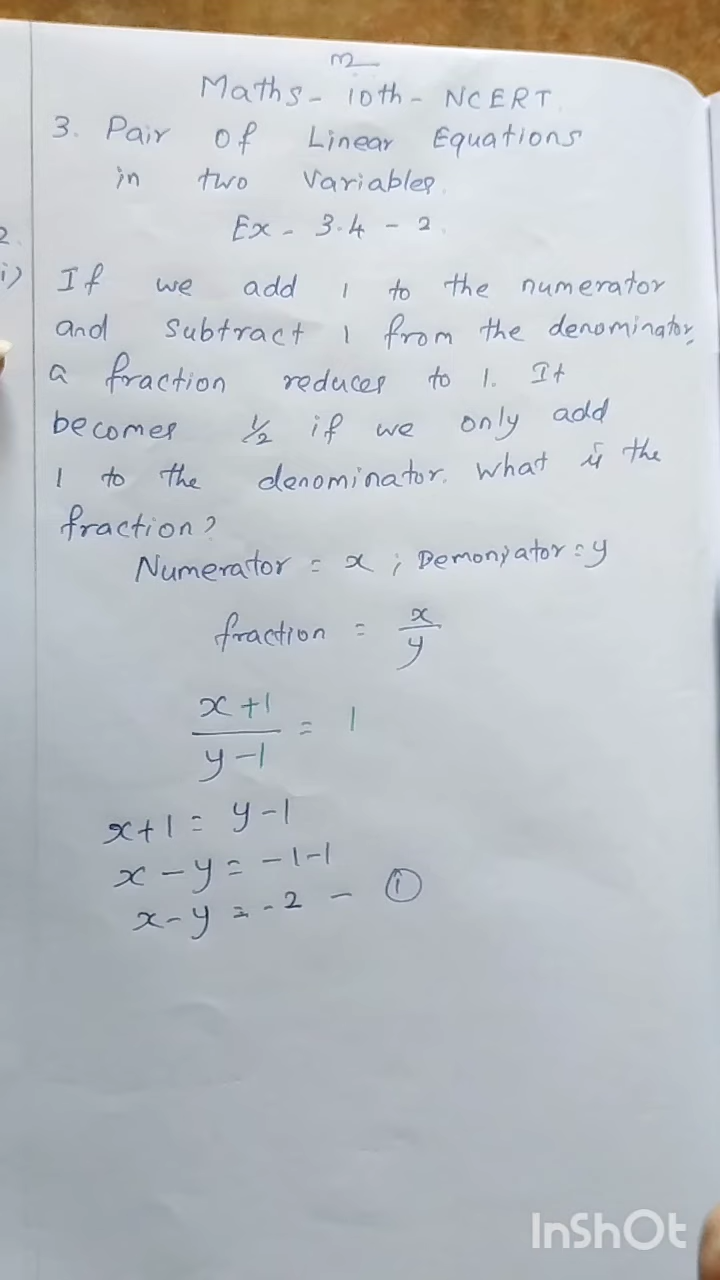 m
Maths - 10th - NCERT.
3. Pair of Linear Equations
in two Variables.
Ex - 3.4 - 2.
2.
i) If we add 1 to the numerator
and Subtract 1 from the denominator,
a fraction reduces to 1. It
becomes 1/2 if we only add
1 to the denominator. What is the
fraction?
Numerator = x ; Demoniator = y
fraction = x/y
x+1/y-1 = 1
x+1 = y-1
x-y = -1-1
x-y = -2 - ①
InShOt